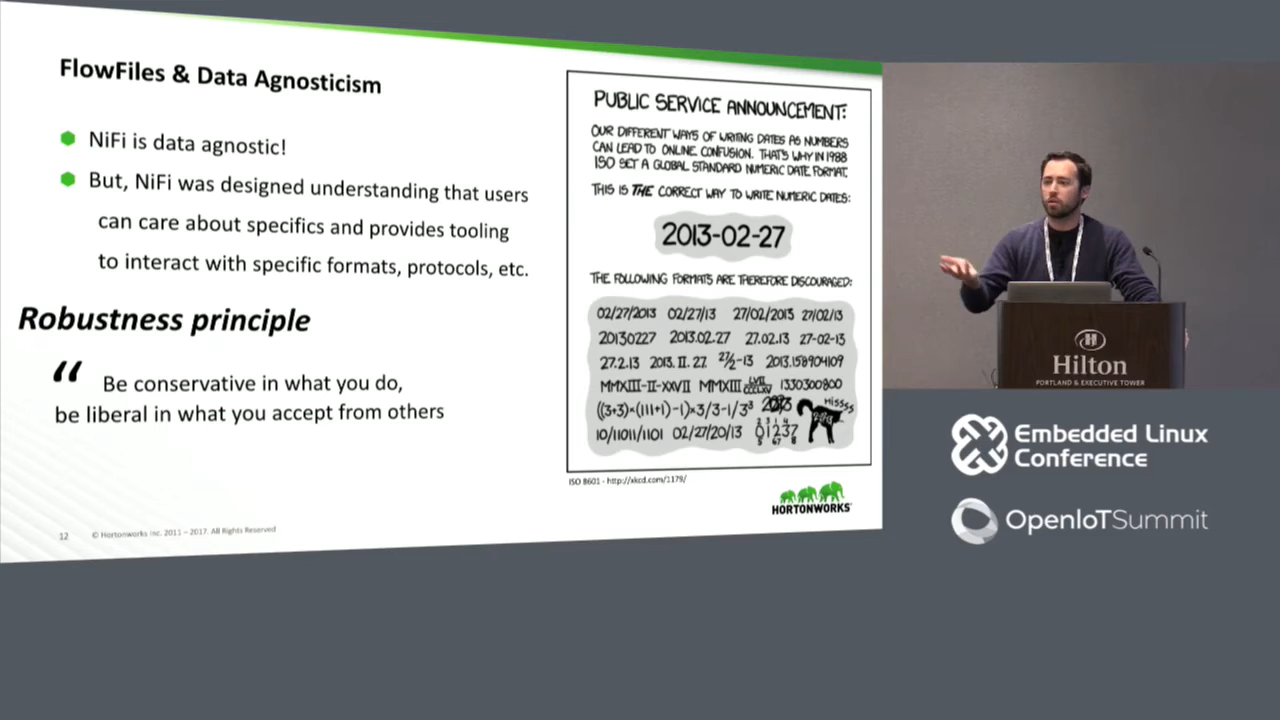 FlowFiles & Data Agnosticism
NiFi is data agnostic!
But, NiFi was designed understanding that users
can care about specifics and provides tooling
to interact with specific formats, protocols, etc.
Robustness principle
“
Be conservative in what you do,
be liberal in what you accept from others
PUBLIC SERVICE ANNOUNCEMENT:
OUR DIFFERENT WAYS OF WRITING DATES AS NUMBERS
CAN LEAD TO ONLINE CONFUSION. THAT'S WHY IN 1988
ISO SET A GLOBAL STANDARD NUMERIC DATE FORMAT.
THIS IS THE CORRECT WAY TO WRITE NUMERIC DATES:
2013-02-27
THE FOLLOWING FORMATS ARE THEREFORE DISCOURAGED:
02/27/2013 02/27/13 27/02/2013 27/02/13
20130227 2013.02.27 27.02.13 27-02-13
27.2.13 2013.II.27. 27/2-13 2013.158904109
MMXIII-II-XXVII MMXIII LVII/CCCLXV 1330300800
((3+3)×(111+1)-1)×3/3-1/3³ HISSSS
10/11011/1101 02/27/20/13
ISO 8601 - http://xkcd.com/1179/
HORTONWORKS
12 © Hortonworks Inc. 2011 – 2017. All Rights Reserved
Hilton
PORTLAND & EXECUTIVE TOWER
Embedded Linux
Conference
OpenIoTSummit